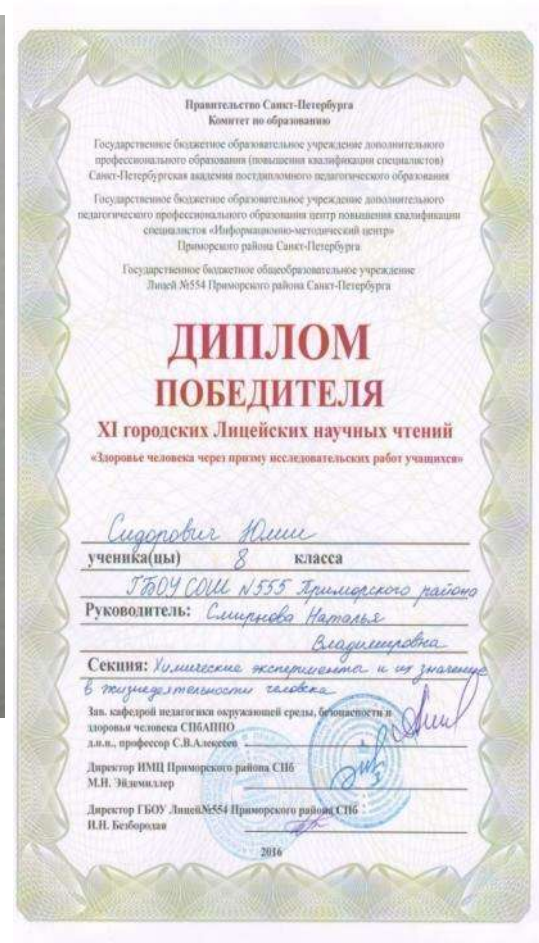 Правительство Санкт-Петербурга
Комитет по образованию
Государственное бюджетное образовательное учреждение дополнительного
профессионального образования (повышения квалификации специалистов)
Санкт-Петербургская академия постдипломного педагогического образования
Государственное бюджетное образовательное учреждение дополнительного
педагогического профессионального образования центр повышения квалификации
специалистов «Информационно-методический центр»
Приморского района Санкт-Петербурга
Государственное бюджетное общеобразовательное учреждение
Лицей №554 Приморского района Санкт-Петербурга
ДИПЛОМ
ПОБЕДИТЕЛЯ
XI городских Лицейских научных чтений
«Здоровье человека через призму исследовательских работ учащихся»
Сидорович Юлии
ученика(цы) 8 класса
ГБОУ СОШ №555 Приморского района
Руководитель: Смирнова Наталья
Владимировна
Секция: Химические эксперименты и их значение
в жизнедеятельности человека
Зав. кафедрой педагогики окружающей среды, безопасности и
здоровья человека СПбАППО
д.п.н., профессор С.В.Алексеев
Директор ИМЦ Приморского района СПб
М.Н. Эйдемиллер
Директор ГБОУ Лицей№554 Приморского района СПб
И.Н. Безбородая
2016